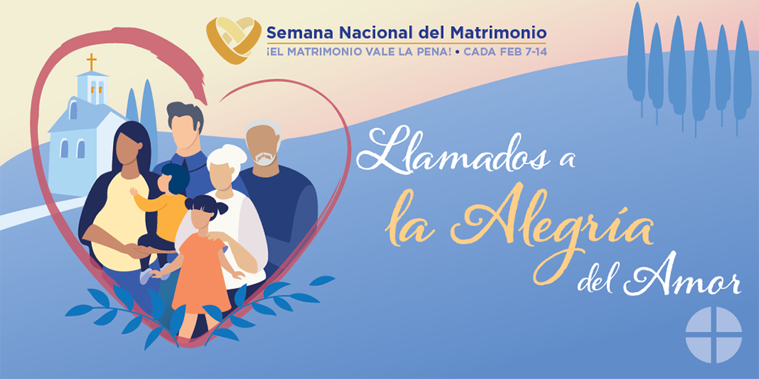 Semana Nacional del Matrimonio
¡EL MATRIMONIO VALE LA PENA! • CADA FEB 7-14
Llamados a
la Alegría
del Amor